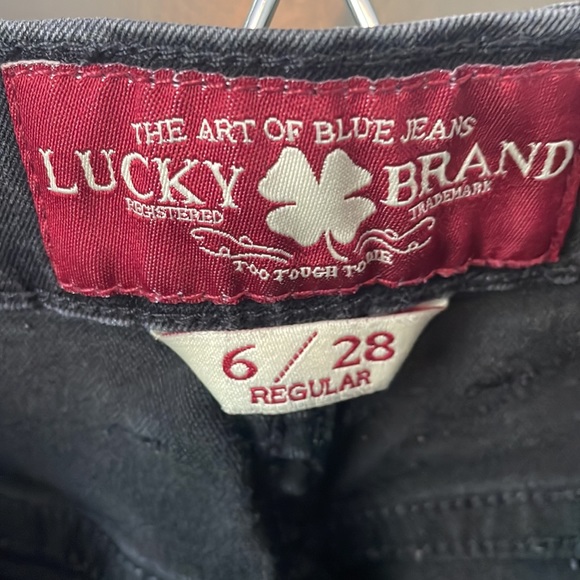 THE ART OF BLUE JEANS
LUCKY BRAND
REGISTERED TRADEMARK
TOO TOUGH TO DIE
6 / 28
REGULAR